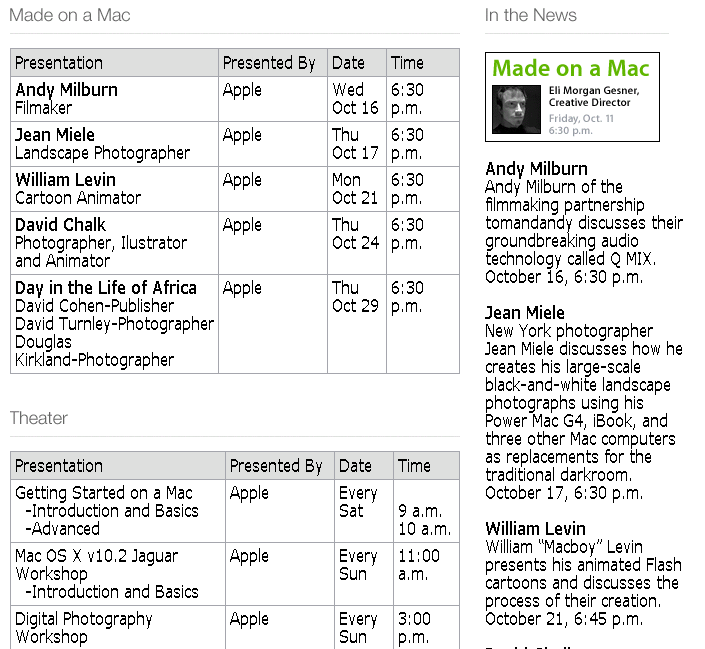 Made on a Mac
Presentation Presented By Date Time
Andy Milburn Apple Wed 6:30
Filmaker Oct 16 p.m.
Jean Miele Apple Thu 6:30
Landscape Photographer Oct 17 p.m.
William Levin Apple Mon 6:30
Cartoon Animator Oct 21 p.m.
David Chalk Apple Thu 6:30
Photographer, Ilustrator Oct 24 p.m.
and Animator
Day in the Life of Africa Apple Thu 6:30
David Cohen-Publisher Oct 29 p.m.
David Turnley-Photographer
Douglas
Kirkland-Photographer
Theater
Presentation Presented By Date Time
Getting Started on a Mac Apple Every
-Introduction and Basics Sat 9 a.m.
-Advanced 10 a.m.
Mac OS X v10.2 Jaguar Apple Every 11:00
Workshop Sun a.m.
-Introduction and Basics
Digital Photography Apple Every 3:00
Workshop Sun p.m.
In the News
Made on a Mac
Eli Morgan Gesner,
Creative Director
Friday, Oct. 11
6:30 p.m.
Andy Milburn
Andy Milburn of the
filmmaking partnership
tomandandy discusses their
groundbreaking audio
technology called Q MIX.
October 16, 6:30 p.m.
Jean Miele
New York photographer
Jean Miele discusses how he
creates his large-scale
black-and-white landscape
photographs using his
Power Mac G4, iBook, and
three other Mac computers
as replacements for the
traditional darkroom.
October 17, 6:30 p.m.
William Levin
William "Macboy" Levin
presents his animated Flash
cartoons and discusses the
process of their creation.
October 21, 6:45 p.m.